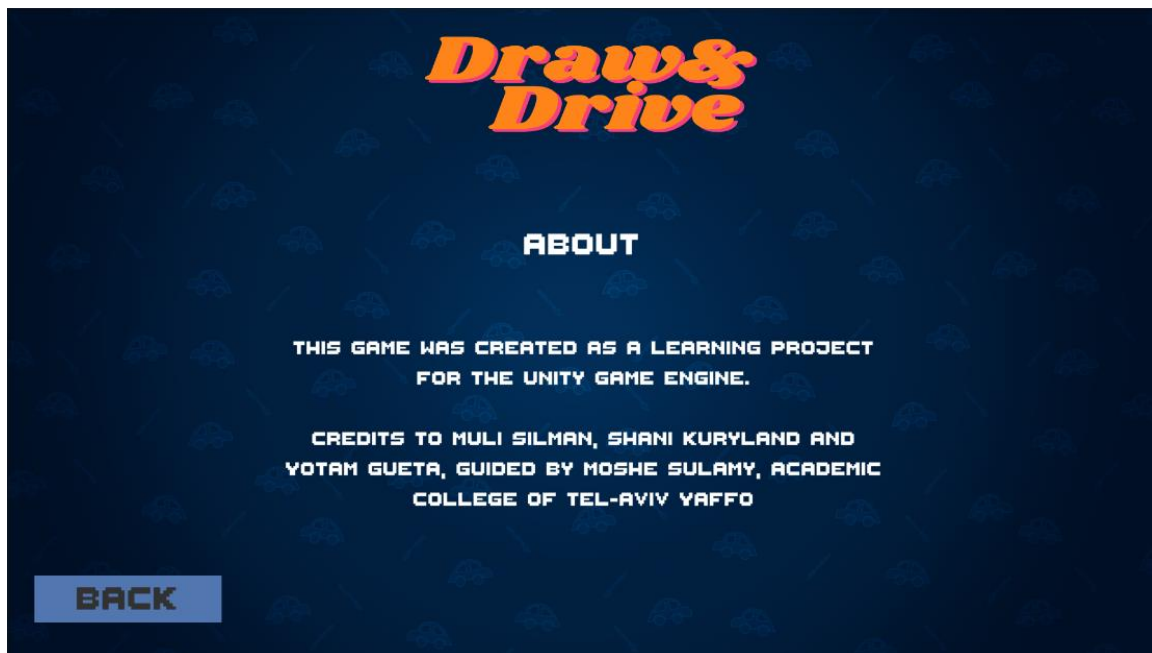 Draw&
Drive
ABOUT
THIS GAME WAS CREATED AS A LEARNING PROJECT
FOR THE UNITY GAME ENGINE.
CREDITS TO MULI SILMAN, SHANI KURYLAND AND
YOTAM GUETA, GUIDED BY MOSHE SULAMY, ACADEMIC
COLLEGE OF TEL-AVIV YAFFO
BACK